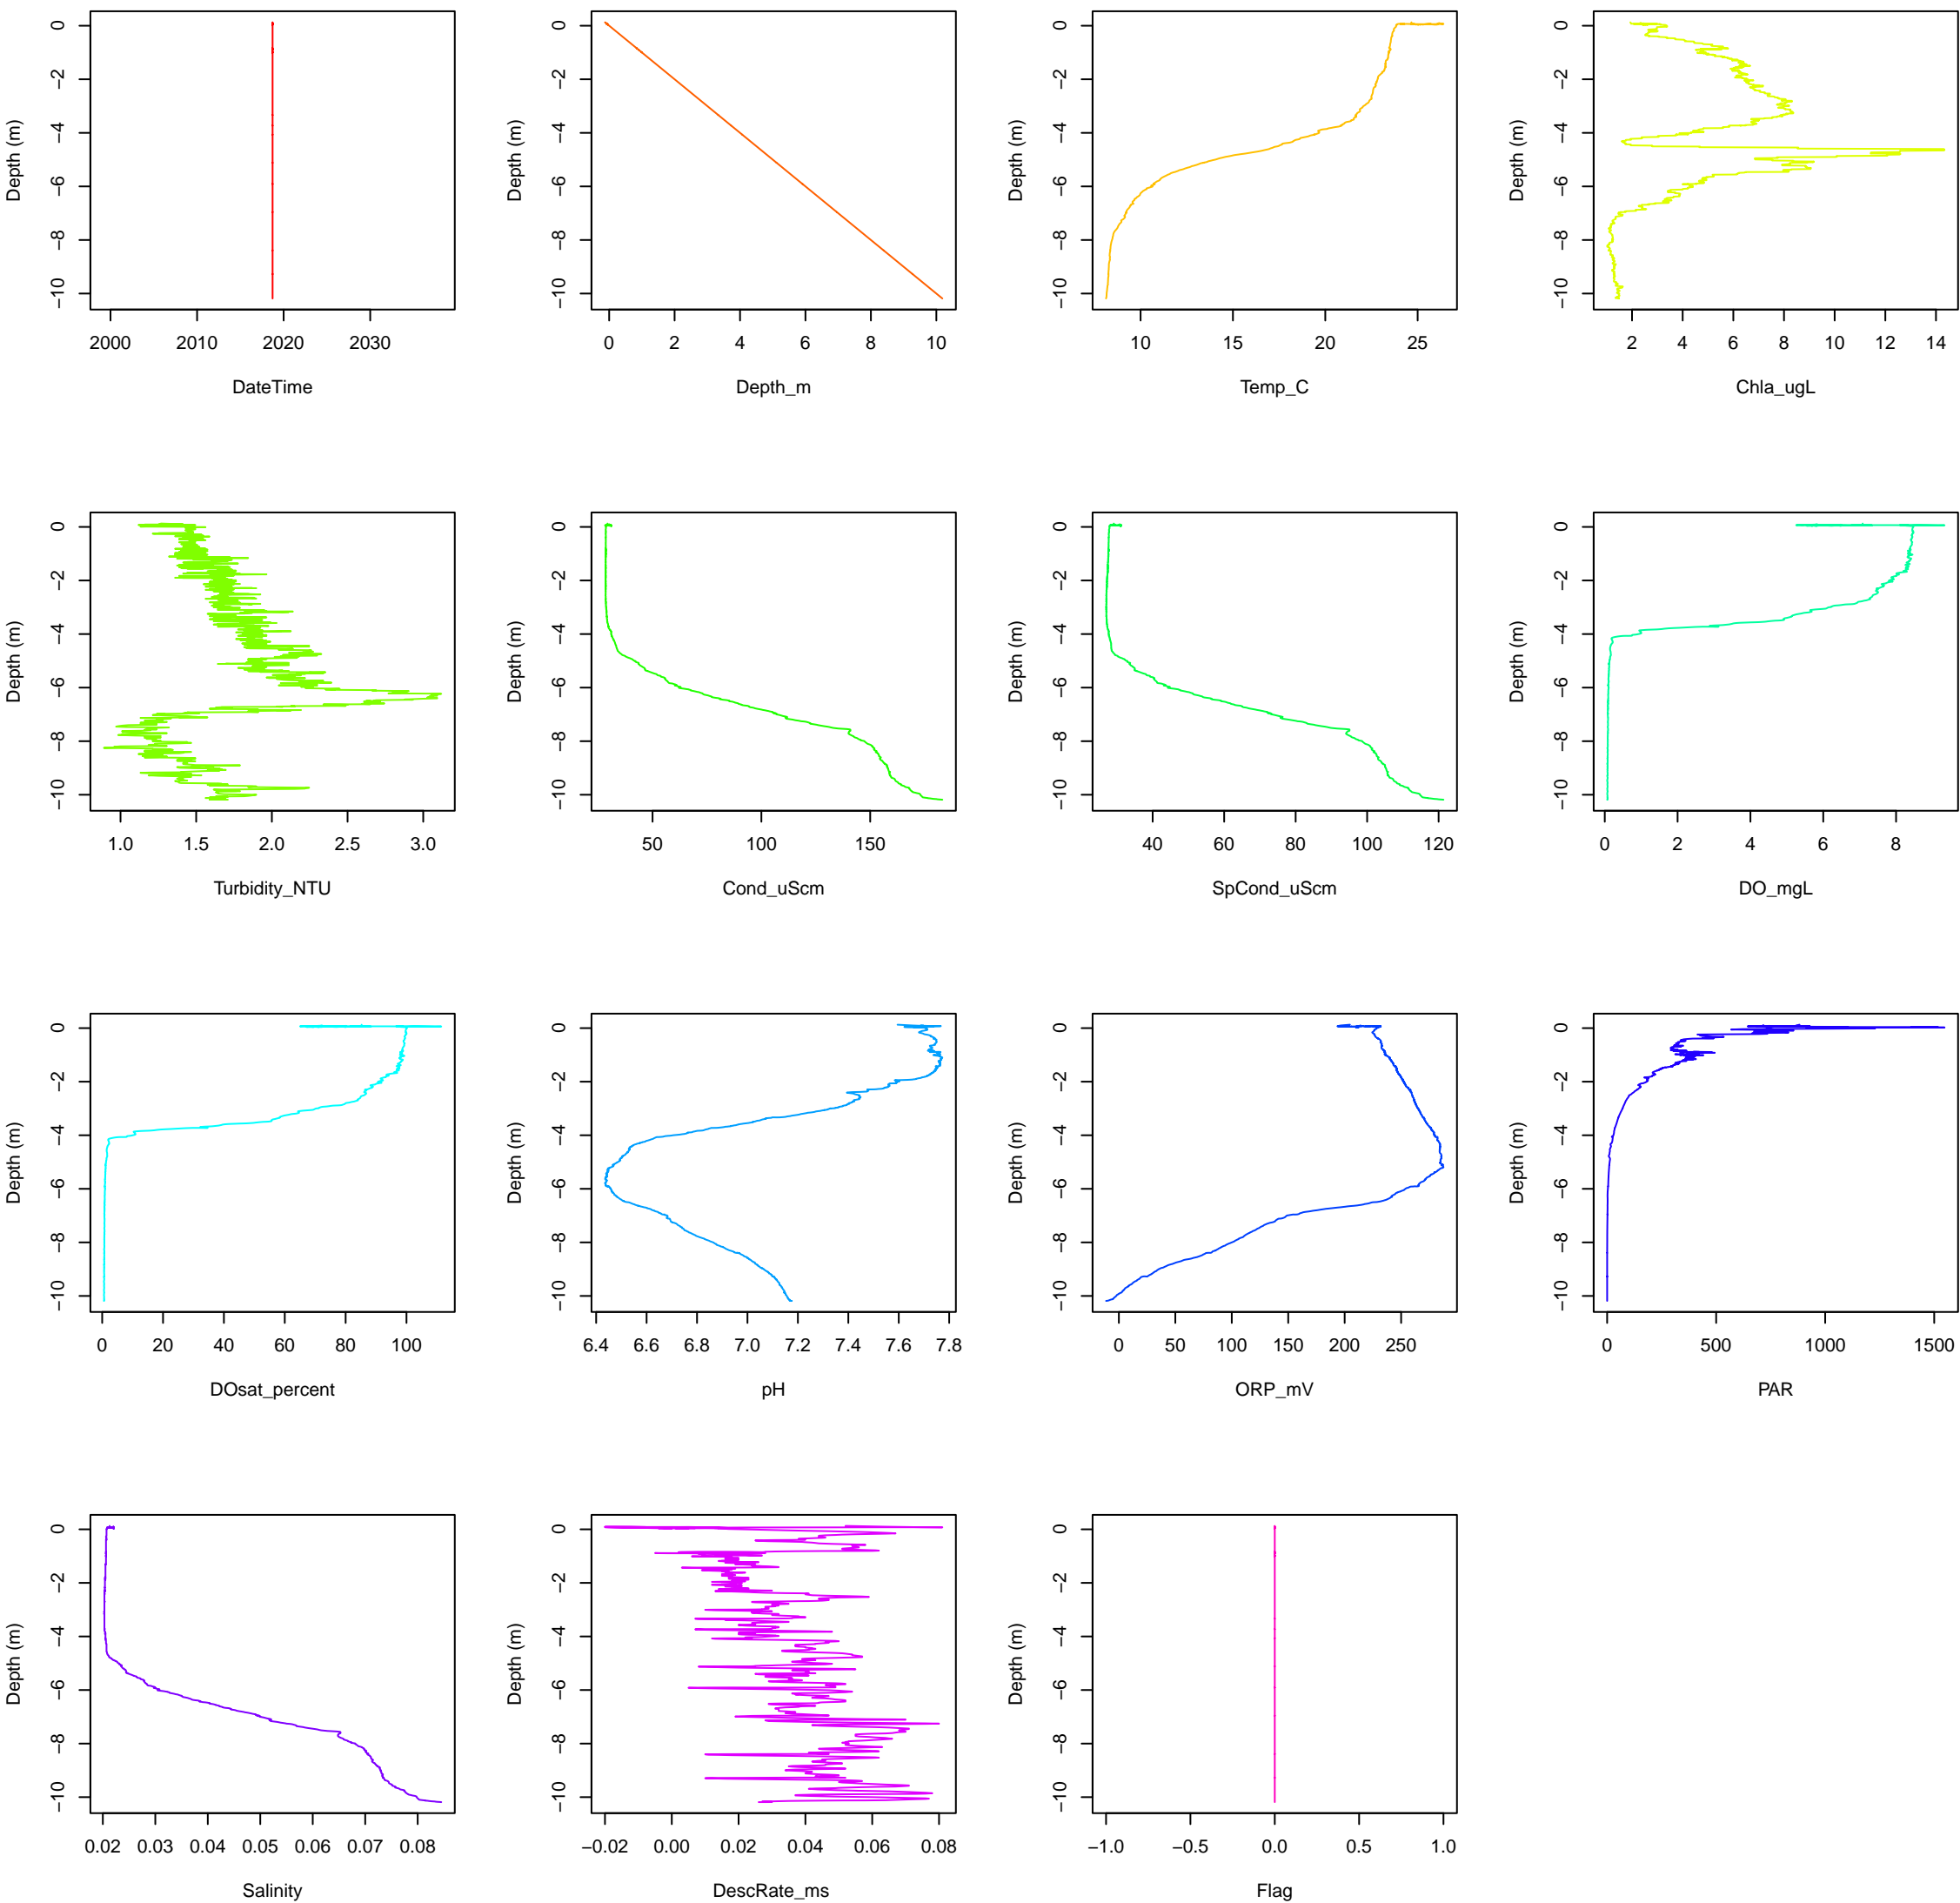 0
−2
−4
−6
−8
−10
Depth (m)
2000 2010 2020 2030
DateTime
0
−2
−4
−6
−8
−10
Depth (m)
0 2 4 6 8 10
Depth_m
0
−2
−4
−6
−8
−10
Depth (m)
10 15 20 25
Temp_C
0
−2
−4
−6
−8
−10
Depth (m)
2 4 6 8 10 12 14
Chla_ugL
0
−2
−4
−6
−8
−10
Depth (m)
1.0 1.5 2.0 2.5 3.0
Turbidity_NTU
0
−2
−4
−6
−8
−10
Depth (m)
50 100 150
Cond_uScm
0
−2
−4
−6
−8
−10
Depth (m)
40 60 80 100 120
SpCond_uScm
0
−2
−4
−6
−8
−10
Depth (m)
0 2 4 6 8
DO_mgL
0
−2
−4
−6
−8
−10
Depth (m)
0 20 40 60 80 100
DOsat_percent
0
−2
−4
−6
−8
−10
Depth (m)
6.4 6.6 6.8 7.0 7.2 7.4 7.6 7.8
pH
0
−2
−4
−6
−8
−10
Depth (m)
0 50 100 150 200 250
ORP_mV
0
−2
−4
−6
−8
−10
Depth (m)
0 500 1000 1500
PAR
0
−2
−4
−6
−8
−10
Depth (m)
0.02 0.03 0.04 0.05 0.06 0.07 0.08
Salinity
0
−2
−4
−6
−8
−10
Depth (m)
−0.02 0.00 0.02 0.04 0.06 0.08
DescRate_ms
0
−2
−4
−6
−8
−10
Depth (m)
−1.0 −0.5 0.0 0.5 1.0
Flag